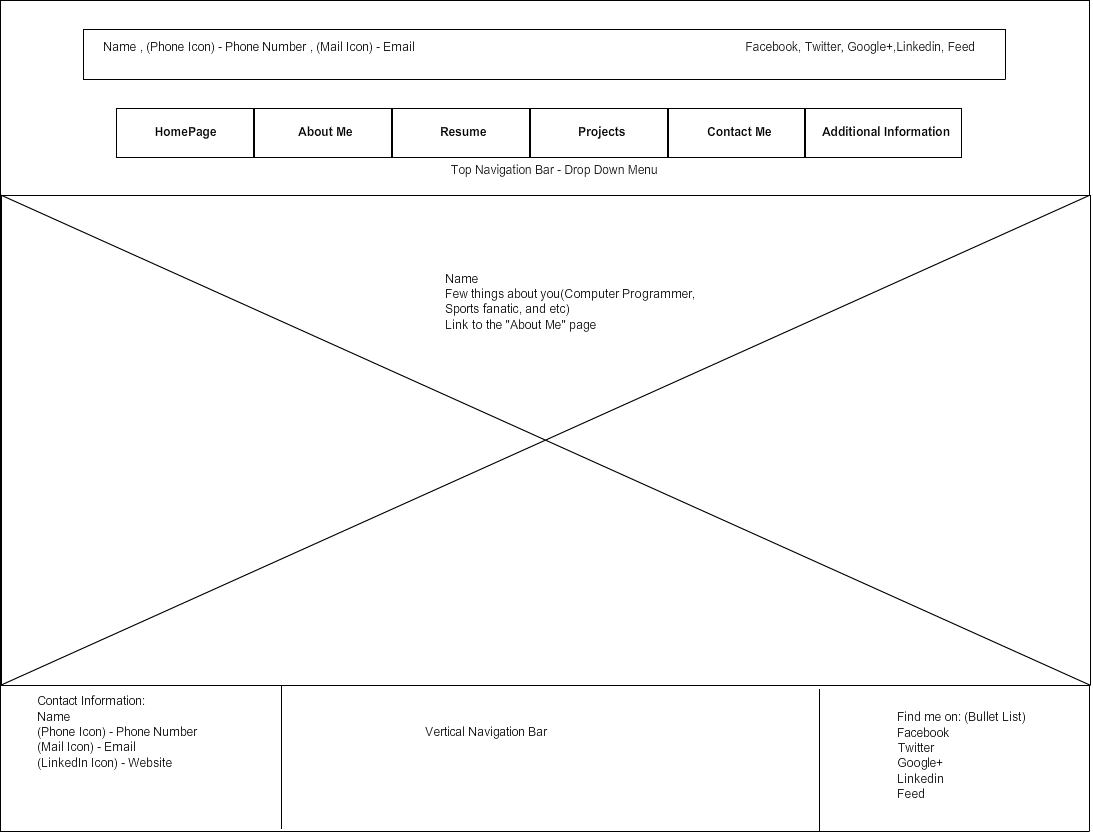 Name , (Phone Icon) - Phone Number , (Mail Icon) - Email
Facebook, Twitter, Google+,Linkedin, Feed
HomePage
About Me
Resume
Projects
Contact Me
Additional Information
Top Navigation Bar - Drop Down Menu
Name
Few things about you(Computer Programmer,
Sports fanatic, and etc)
Link to the "About Me" page
Contact Information:
Name
(Phone Icon) - Phone Number
(Mail Icon) - Email
(LinkedIn Icon) - Website
Vertical Navigation Bar
Find me on: (Bullet List)
Facebook
Twitter
Google+
Linkedin
Feed